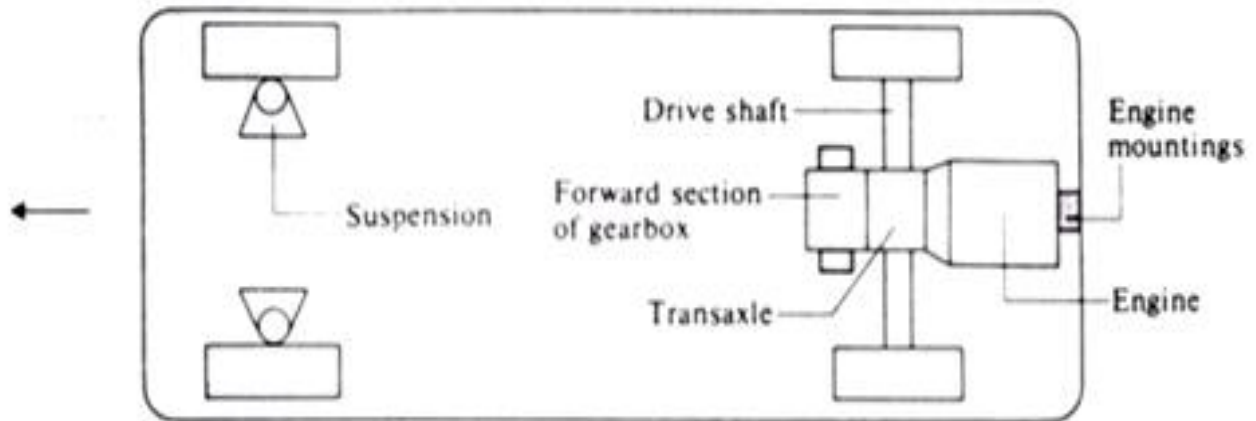 Drive shaft
Engine
mountings
Forward section
of gearbox
Suspension
Transaxle
Engine